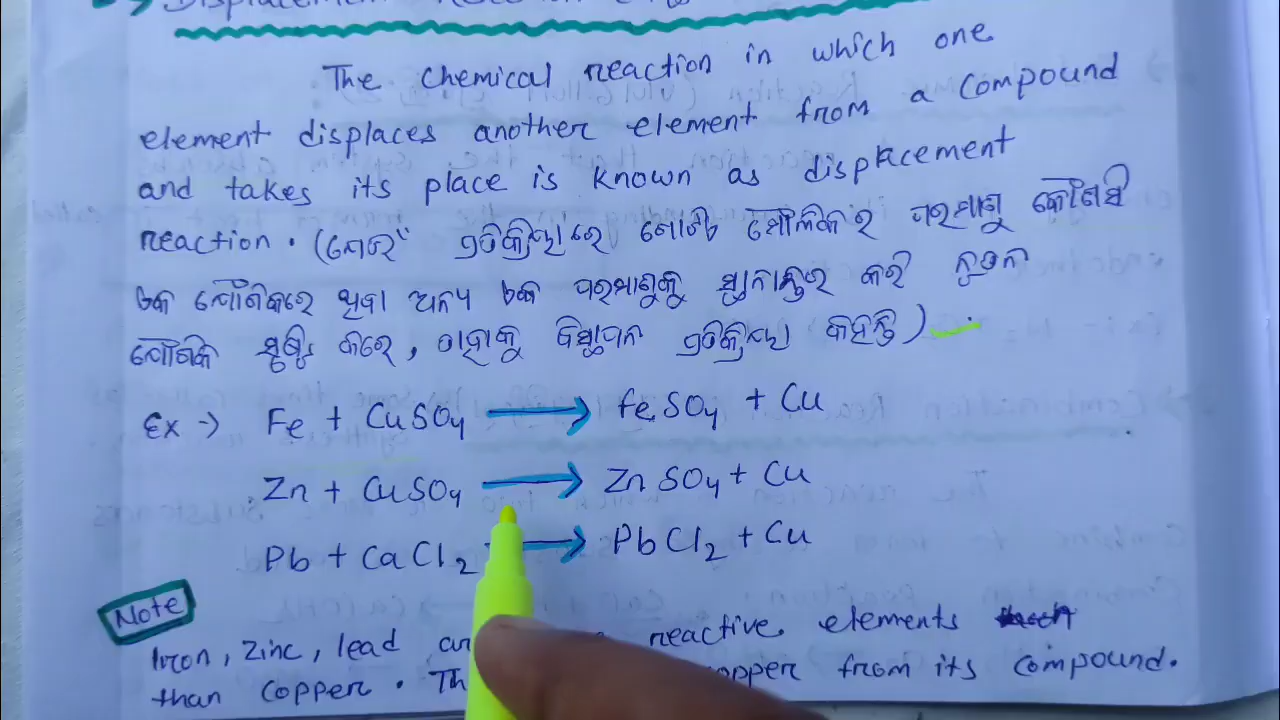 Displacement Reaction
The chemical reaction in which one
element displaces another element from a compound
and takes its place is known as displacement
reaction. (ଯେଉଁ ପ୍ରତିକ୍ରିୟାରେ ଗୋଟିଏ ମୌଳିକର ପରମାଣୁ କୌଣସି
ଏକ ଯୌଗିକରେ ଥିବା ଅନ୍ୟ ଏକ ପରମାଣୁକୁ ସ୍ଥାନାନ୍ତର କରି ନୂତନ
ଯୌଗିକ ସୃଷ୍ଟି କରେ, ତାହାକୁ ବିସ୍ଥାପନ ପ୍ରତିକ୍ରିୟା କହନ୍ତି)
Ex → Fe + CuSO4 → FeSO4 + Cu
Zn + CuSO4 → ZnSO4 + Cu
Pb + CaCl2 → PbCl2 + Cu
Note
Iron, zinc, lead reactive elements
than copper. copper from its compound.